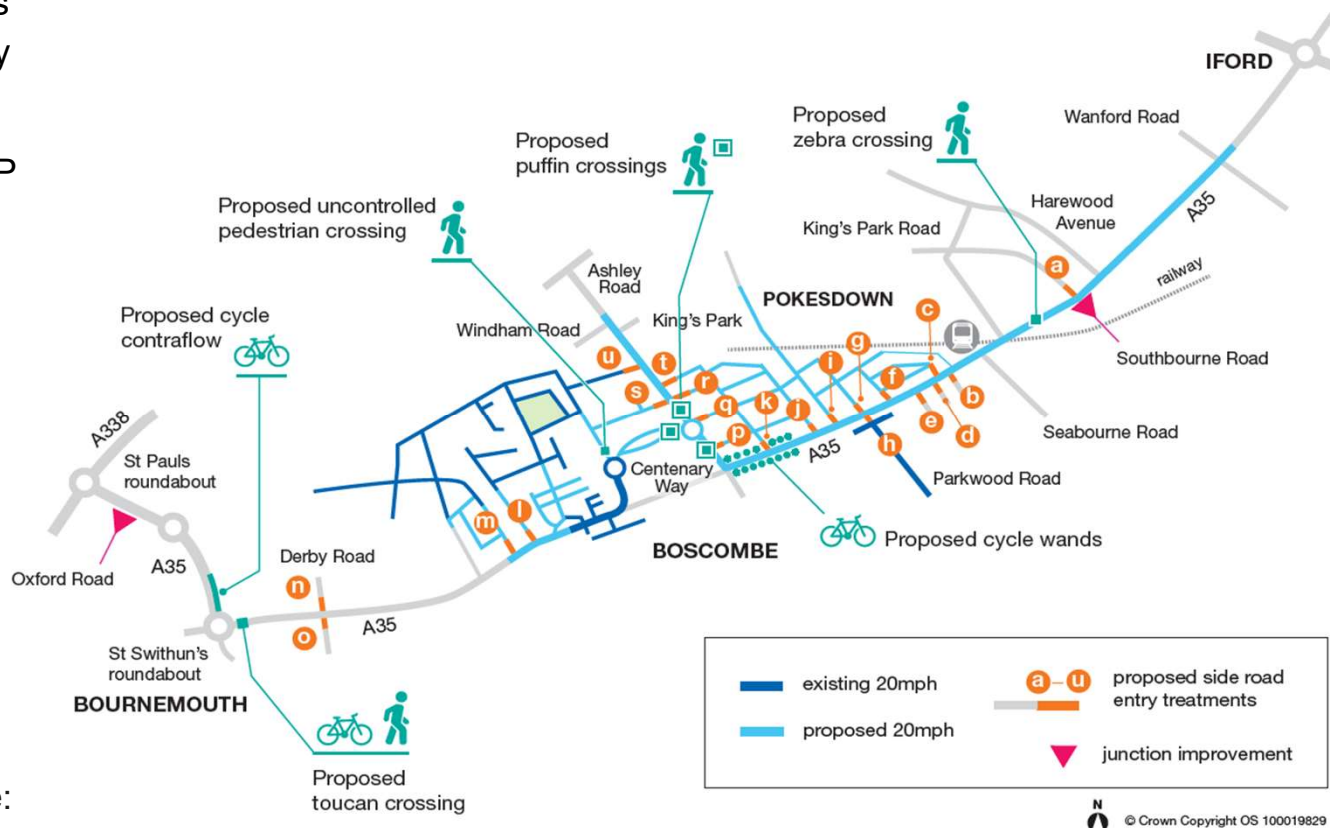 s
y
P
IFORD
Wanford Road
Proposed
zebra crossing
Proposed
puffin crossings
Harewood
Avenue
A35
King's Park Road
Proposed uncontrolled
pedestrian crossing
Ashley
Road
a
railway
POKESDOWN
c
Proposed cycle
contraflow
Windham Road
King's Park
g
Southbourne Road
u
t
i
s
r
f
b
q
k
j
e
d
p
h
A35
Seabourne Road
A338
St Pauls
roundabout
Centenary
Way
Parkwood Road
m
l
Proposed cycle wands
BOSCOMBE
A35
Derby Road
Oxford Road
n
o
A35
St Swithun's
roundabout
BOURNEMOUTH
existing 20mph
proposed 20mph
a – u
proposed side road
entry treatments
junction improvement
Proposed
toucan crossing
e:
N
© Crown Copyright OS 100019829